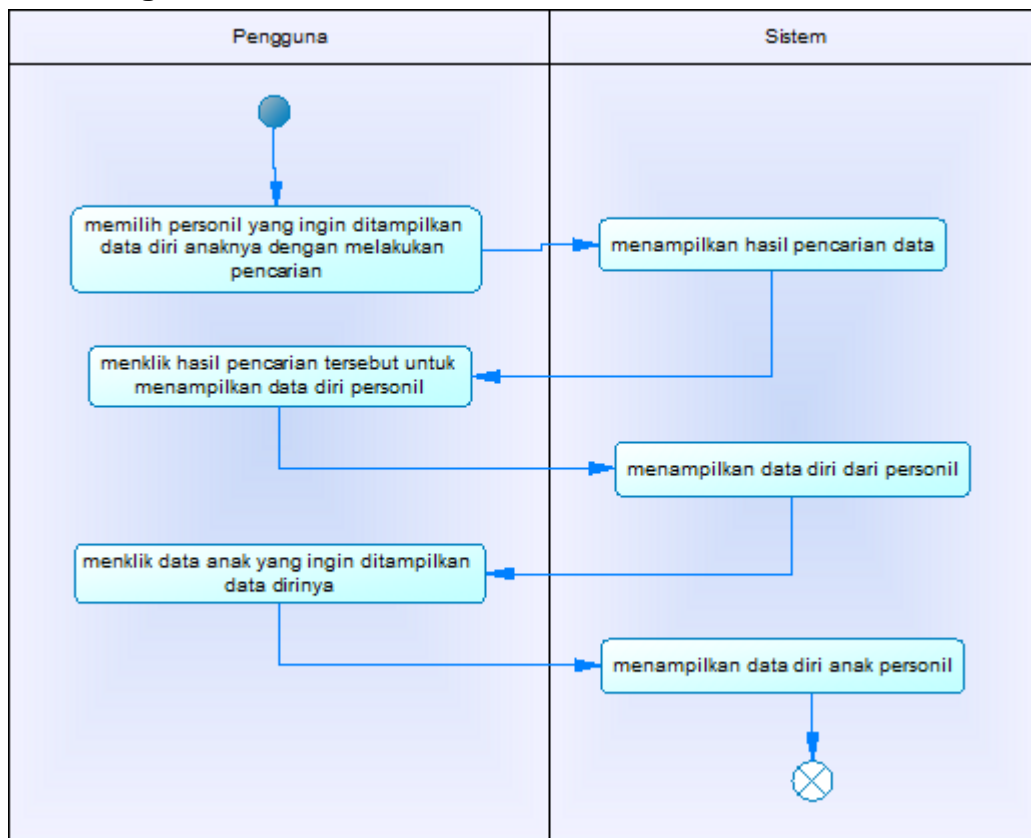 Pengguna
Sistem
memilih personil yang ingin ditampilkan
data diri anaknya dengan melakukan
pencarian
menampilkan hasil pencarian data
menklik hasil pencarian tersebut untuk
menampilkan data diri personil
menampilkan data diri dari personil
menklik data anak yang ingin ditampilkan
data dirinya
menampilkan data diri anak personil